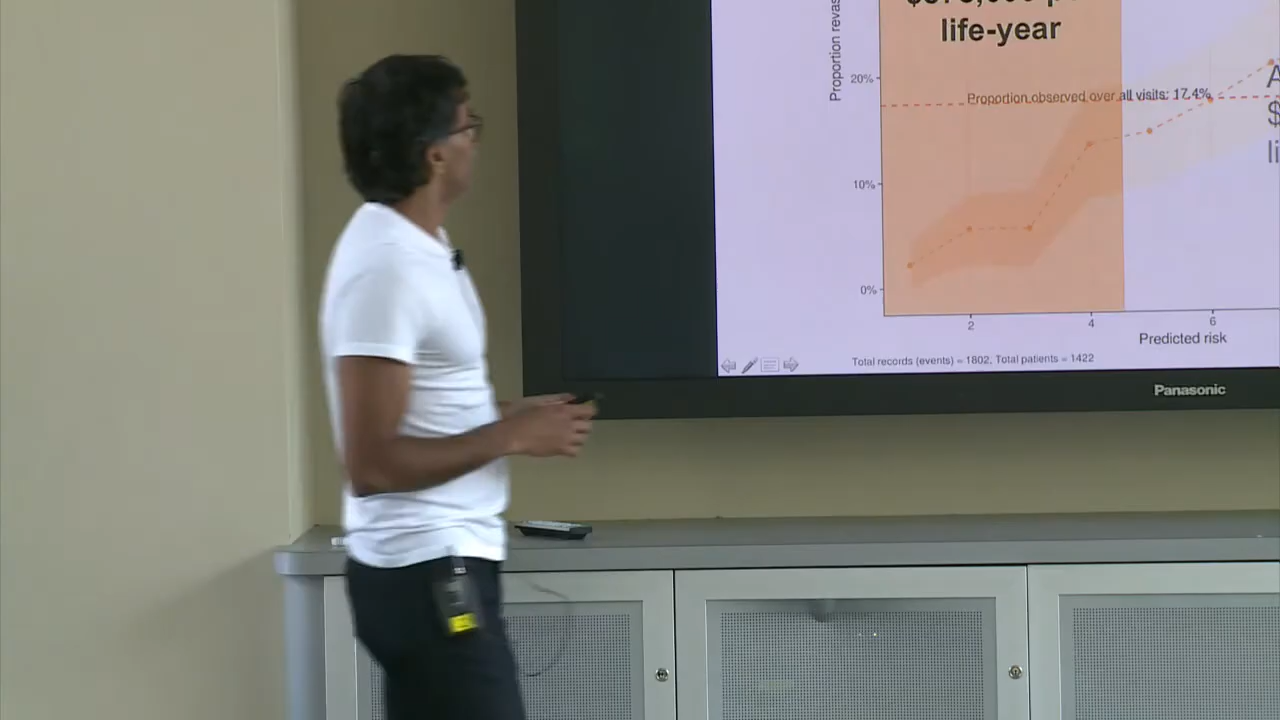 life-year
Proportion
20%
Proportion observed over all visits: 17.4%
A
$
li
10%
0%
2
4
6
Predicted risk
Total records (events) = 1802, Total patients = 1422
Panasonic